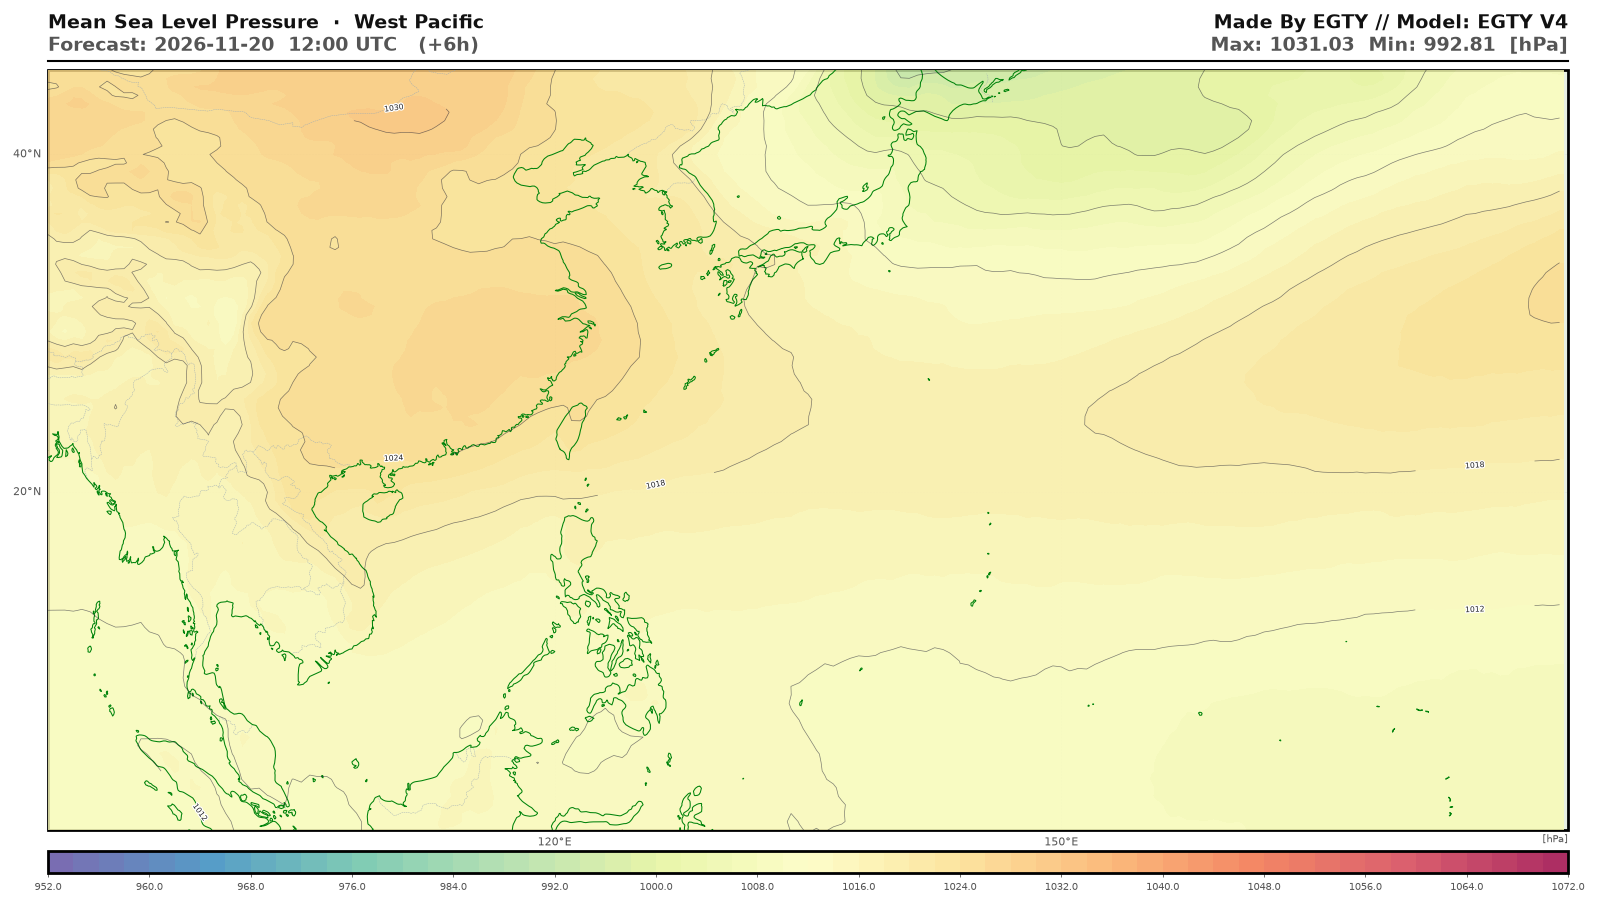 Mean Sea Level Pressure  ·  West Pacific
Made By EGTY // Model: EGTY V4
Forecast: 2026-11-20  12:00 UTC   (+6h)
Max: 1031.03  Min: 992.81  [hPa]
1030
40°N
1024
1018
1018
20°N
1012
1012
120°E
150°E
[hPa]
952.0
960.0
968.0
976.0
984.0
992.0
1000.0
1008.0
1016.0
1024.0
1032.0
1040.0
1048.0
1056.0
1064.0
1072.0